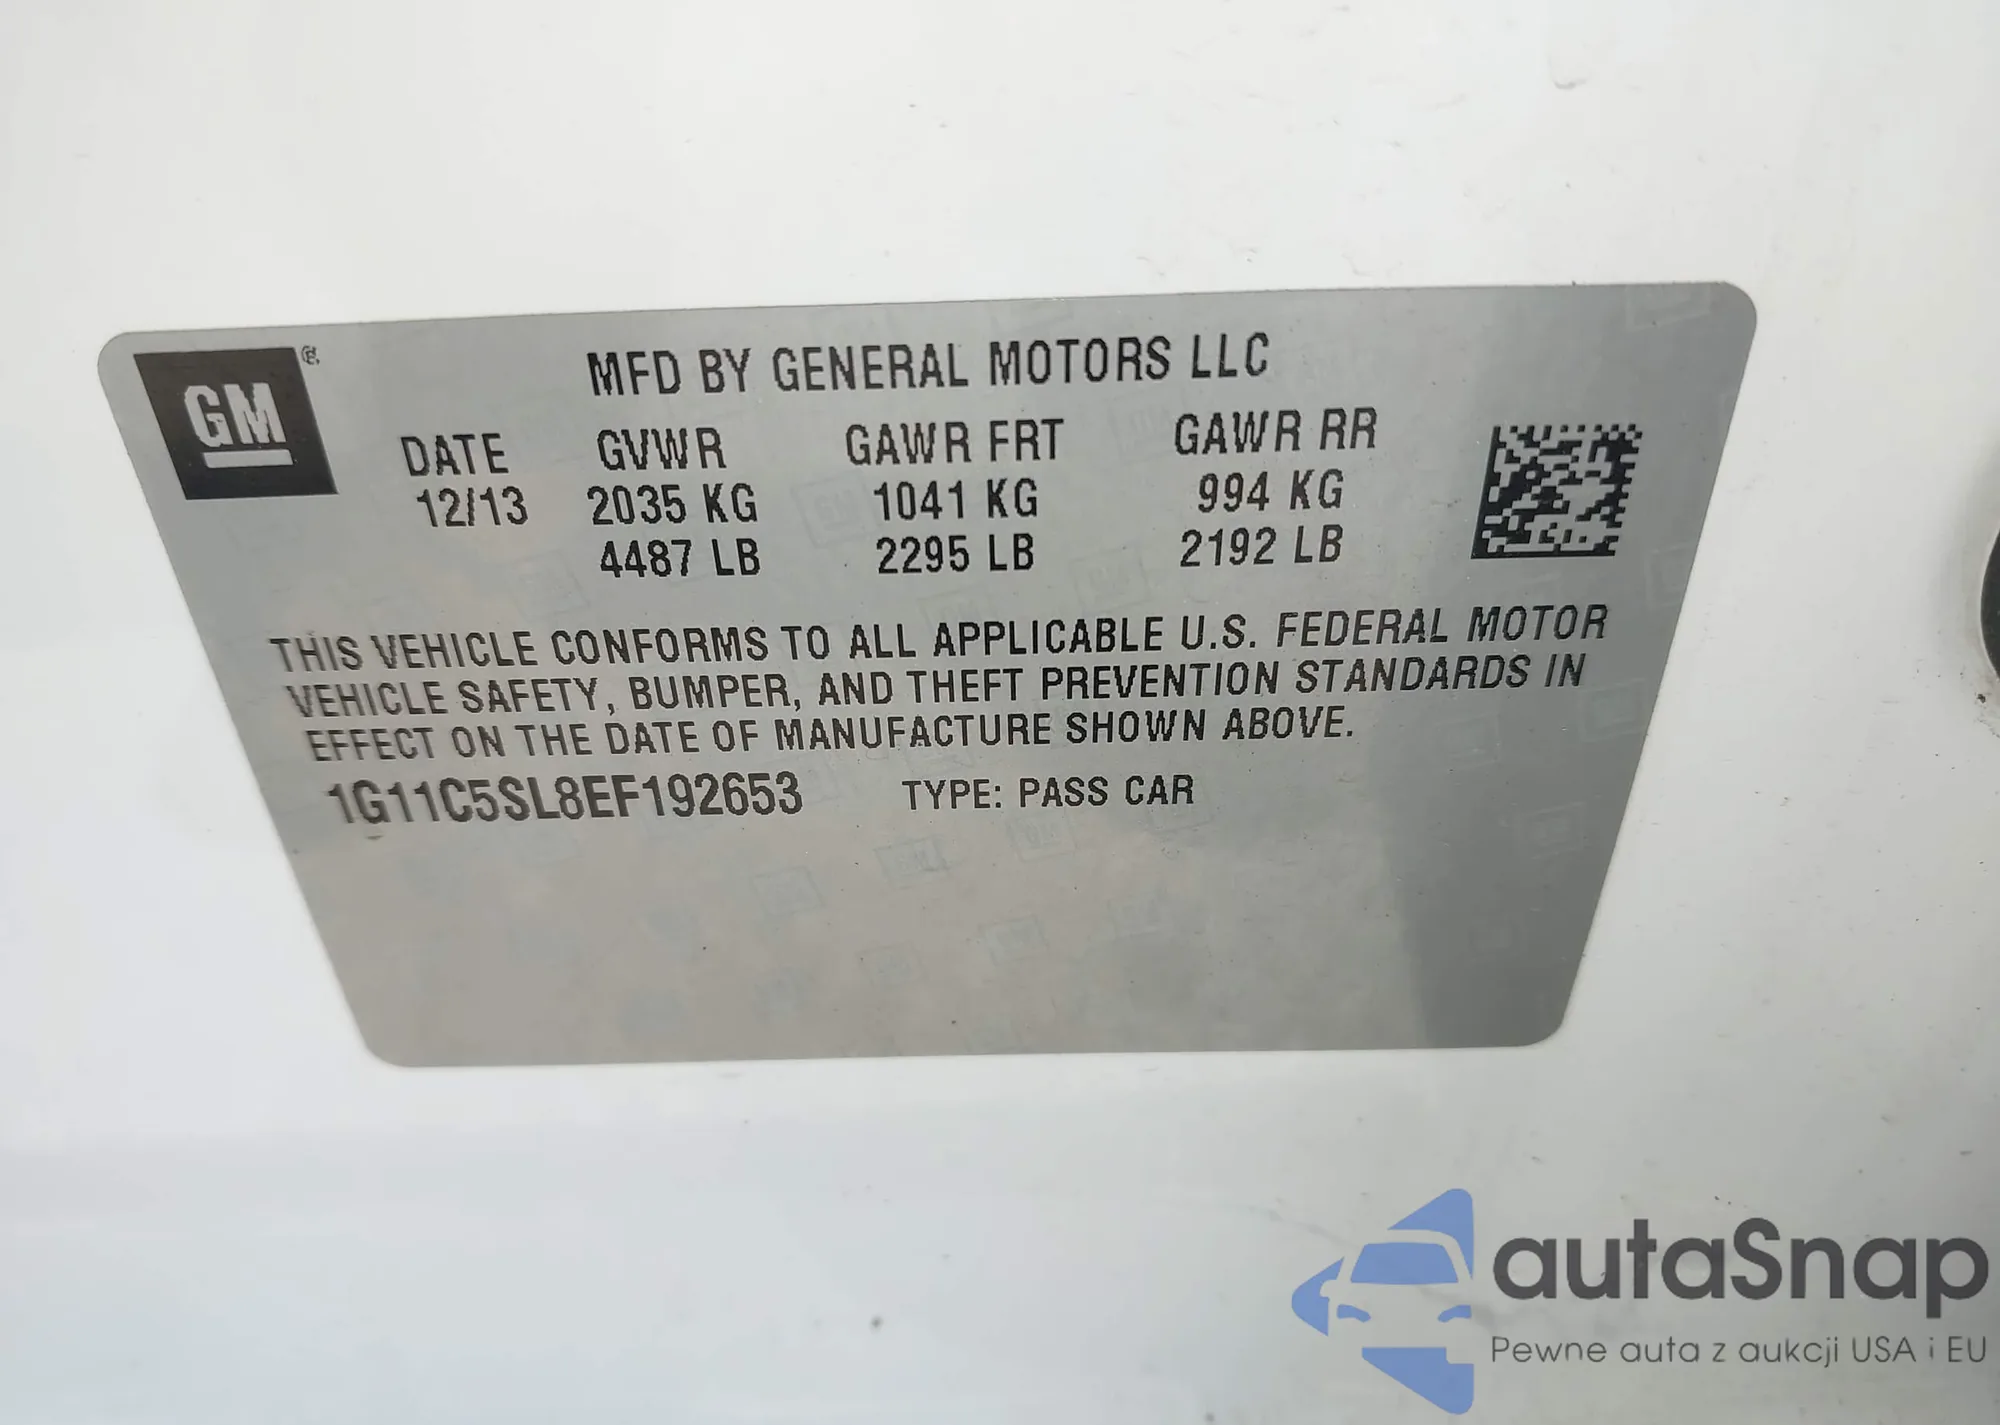 GM ®
MFD BY GENERAL MOTORS LLC
DATE GVWR GAWR FRT GAWR RR
12/13 2035 KG 1041 KG 994 KG
4487 LB 2295 LB 2192 LB
THIS VEHICLE CONFORMS TO ALL APPLICABLE U.S. FEDERAL MOTOR
VEHICLE SAFETY, BUMPER, AND THEFT PREVENTION STANDARDS IN
EFFECT ON THE DATE OF MANUFACTURE SHOWN ABOVE.
1G11C5SL8EF192653 TYPE: PASS CAR
autaSnap
Pewne auta z aukcji USA i EU